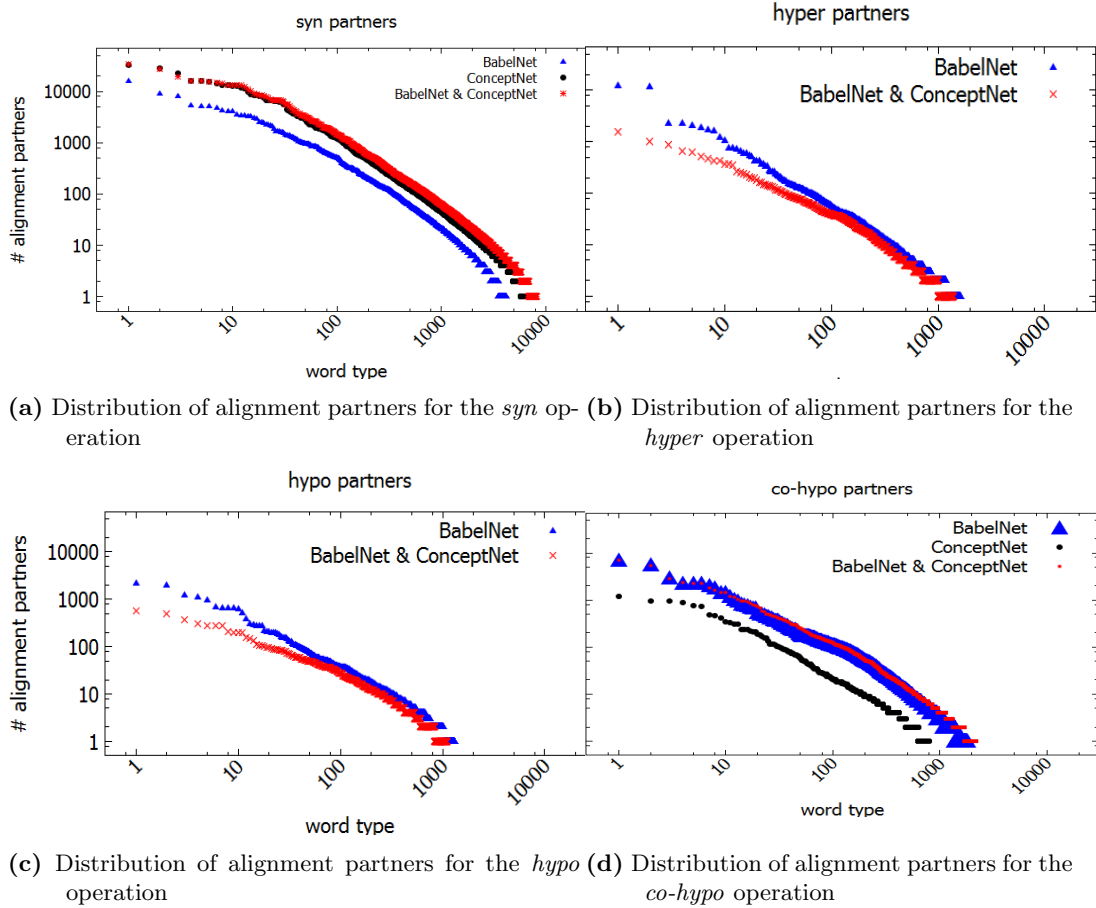 syn partners
BabelNet
ConceptNet
BabelNet & ConceptNet
# alignment partners
10000
1000
100
10
1
1
10
100
1000
10000
word type
(a) Distribution of alignment partners for the syn op-
eration
hyper partners
BabelNet
BabelNet & ConceptNet
1
10
100
1000
10000
(b) Distribution of alignment partners for the
hyper operation
hypo partners
BabelNet
BabelNet & ConceptNet
# alignment partners
10000
1000
100
10
1
1
10
100
1000
10000
word type
(c) Distribution of alignment partners for the hypo
operation
co-hypo partners
BabelNet
ConceptNet
BabelNet & ConceptNet
1
10
100
1000
10000
word type
(d) Distribution of alignment partners for the
co-hypo operation